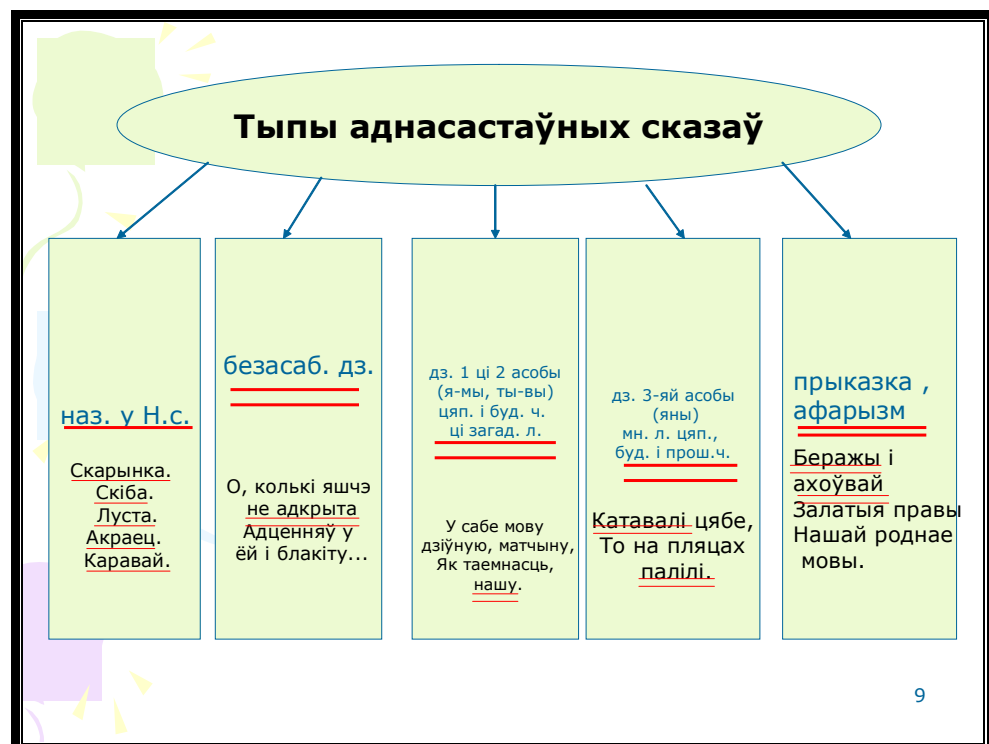 Тыпы аднасастаўных сказаў
наз. у Н.с.
Скарынка.
Скіба.
Луста.
Акраец.
Каравай.
безасаб. дз.
О, колькі яшчэ
не адкрыта
Адценняў у
ёй і блакіту...
дз. 1 ці 2 асобы
(я-мы, ты-вы)
цяп. і буд. ч.
ці загад. л.
У сабе мову
дзіўную, матчыну,
Як таемнасць,
нашу.
дз. 3-яй асобы
(яны)
мн. л. цяп.,
буд. і прош.ч.
Катавалі цябе,
То на пляцах
палілі.
прыказка ,
афарызм
Беражы і
ахоўвай
Залатыя правы
Нашай роднае
мовы.
9